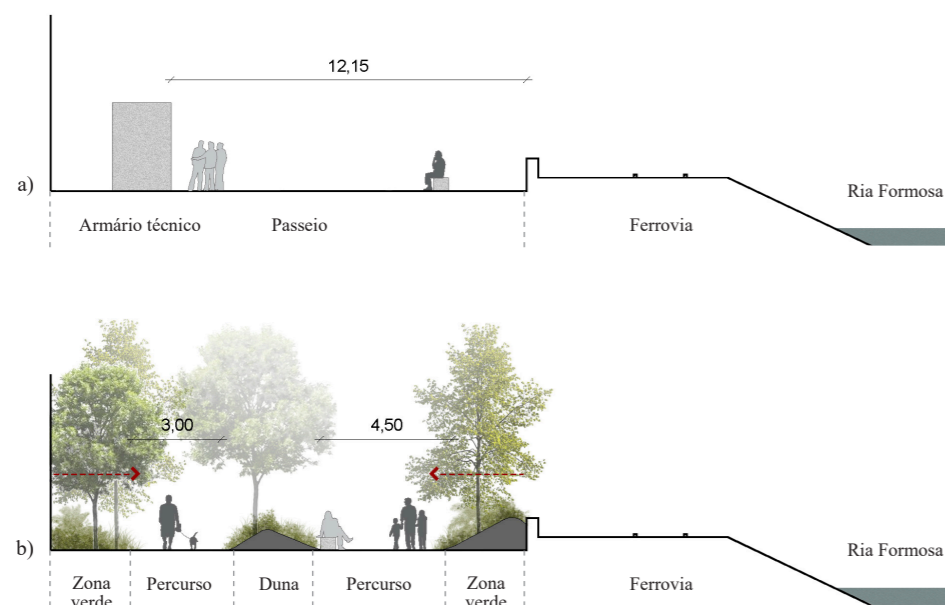 12,15
a)
Ria Formosa
Armário técnico Passeio Ferrovia
3,00 4,50
b)
Ria Formosa
Zona Percurso Duna Percurso Zona Ferrovia
verde verde